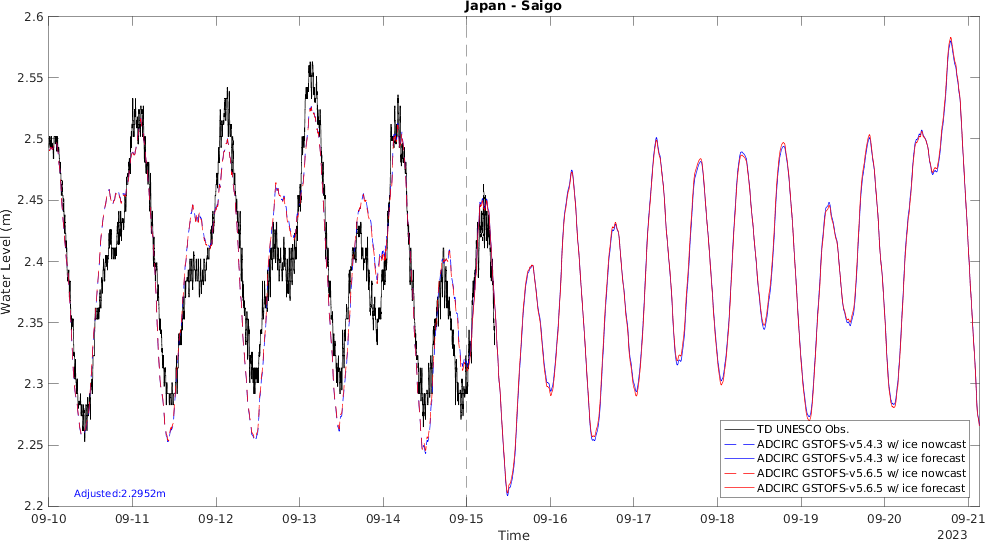 Japan - Saigo
2.6
2.55
2.5
2.45
2.4
2.35
2.3
2.25
2.2
Water Level (m)
Adjusted:2.2952m
TD UNESCO Obs.
ADCIRC GSTOFS-v5.4.3 w/ ice nowcast
ADCIRC GSTOFS-v5.4.3 w/ ice forecast
ADCIRC GSTOFS-v5.6.5 w/ ice nowcast
ADCIRC GSTOFS-v5.6.5 w/ ice forecast
09-10 09-11 09-12 09-13 09-14 09-15 09-16 09-17 09-18 09-19 09-20 09-21
Time
2023